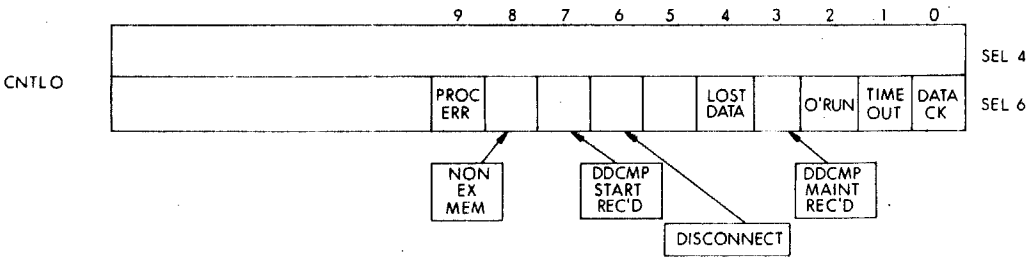 9 8 7 6 5 4 3 2 1 0
SEL 4
CNTLO
PROC ERR
LOST DATA
O'RUN
TIME OUT
DATA CK
SEL 6
NON EX MEM
DDCMP START REC'D
DDCMP MAINT REC'D
DISCONNECT